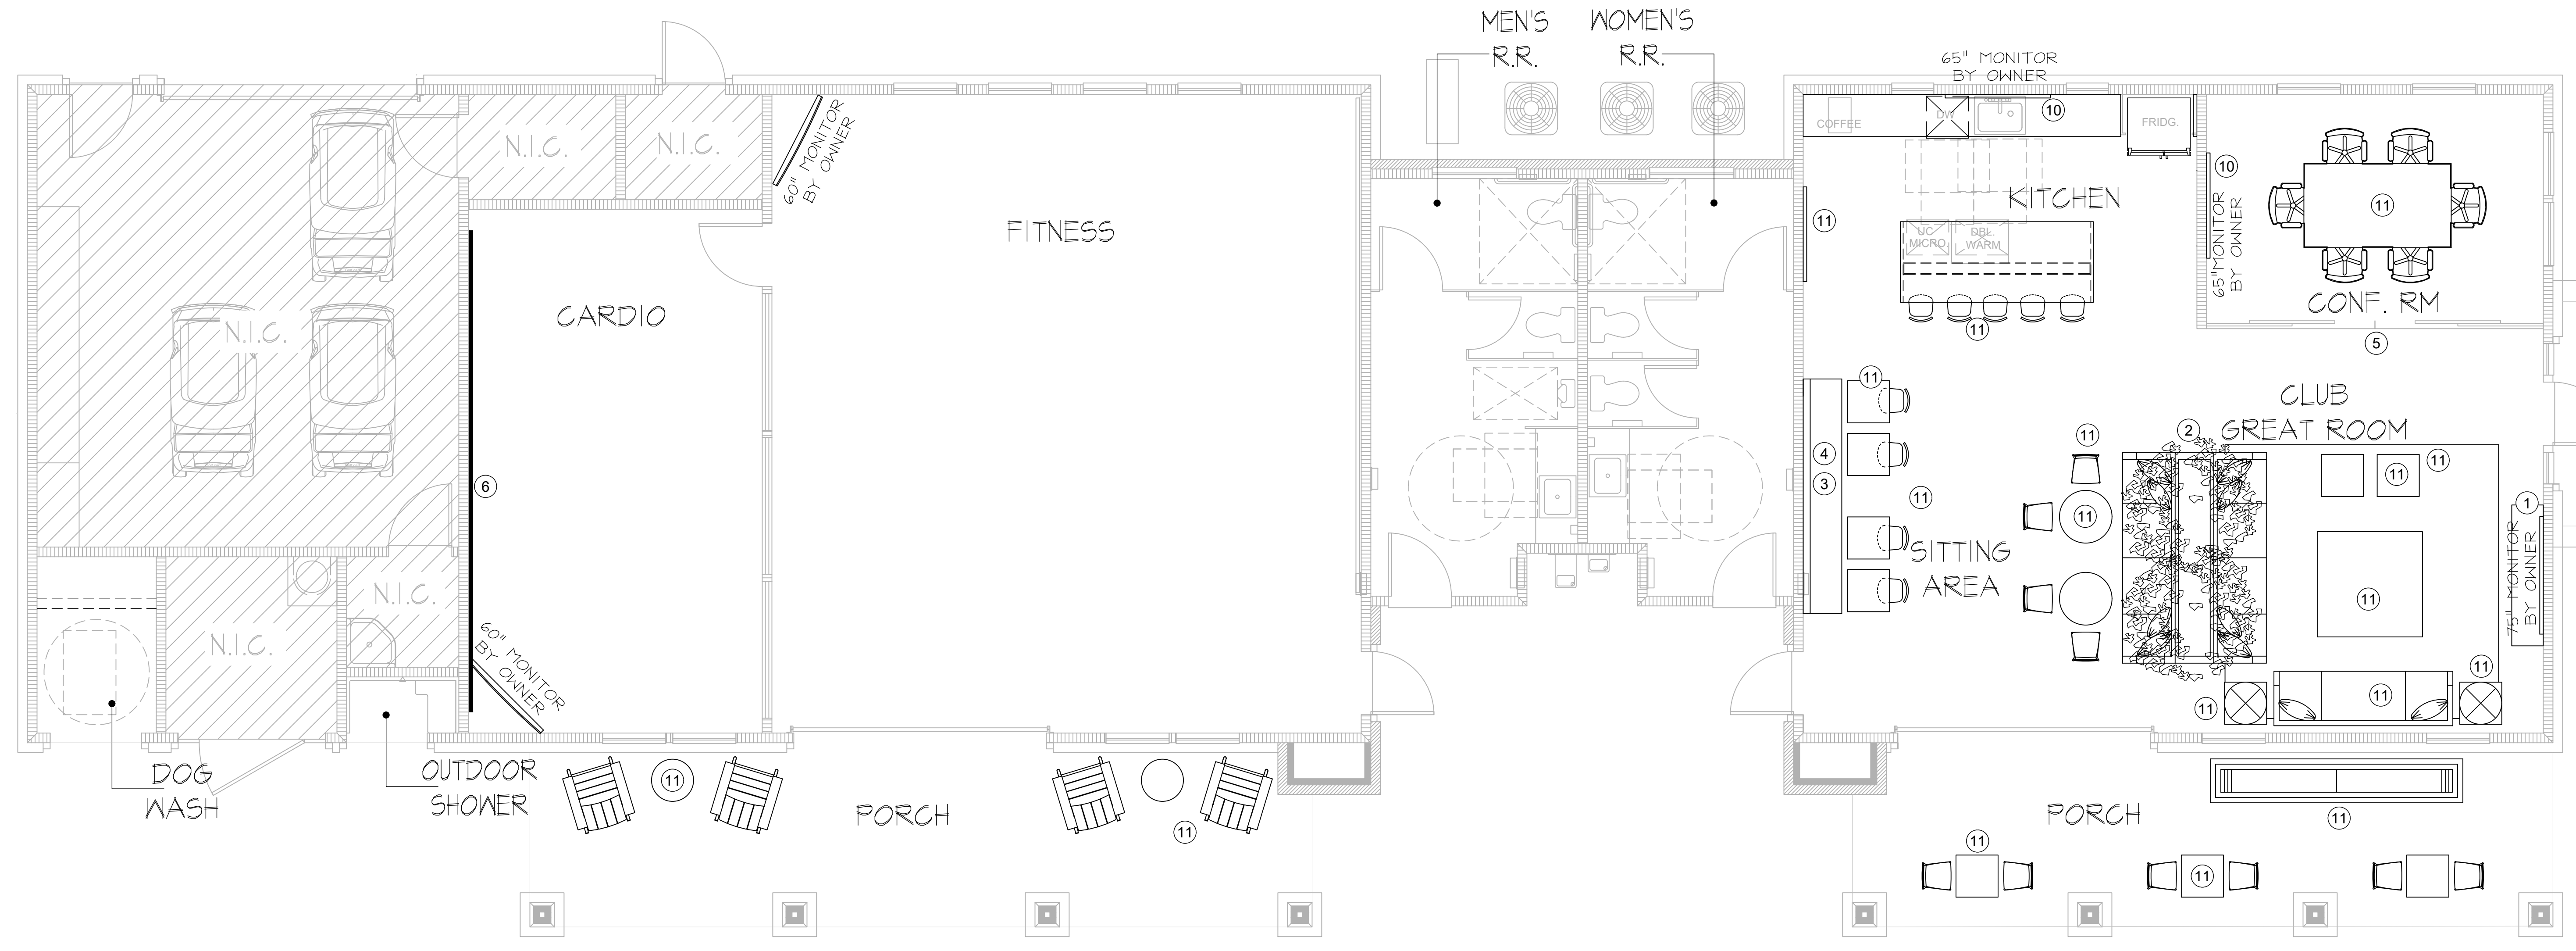 MEN'S
R.R.
WOMEN'S
R.R.
65" MONITOR
BY OWNER
N.I.C.
N.I.C.
60" MONITOR
BY OWNER
FITNESS
CARDIO
N.I.C.
6
N.I.C.
N.I.C.
60" MONITOR
BY OWNER
DOG
WASH
OUTDOOR
SHOWER
11
PORCH
11
COFFEE
DW
10
FRIDG.
10
65"MONITOR
BY OWNER
11
KITCHEN
11
UC
MICRO.
DBL.
WARM
11
CONF. RM
5
11
CLUB
GREAT ROOM
2
11
4
3
11
11
11
11
11
1
75" MONITOR
BY OWNER
SITTING
AREA
11
11
11
11
PORCH
11
11
11